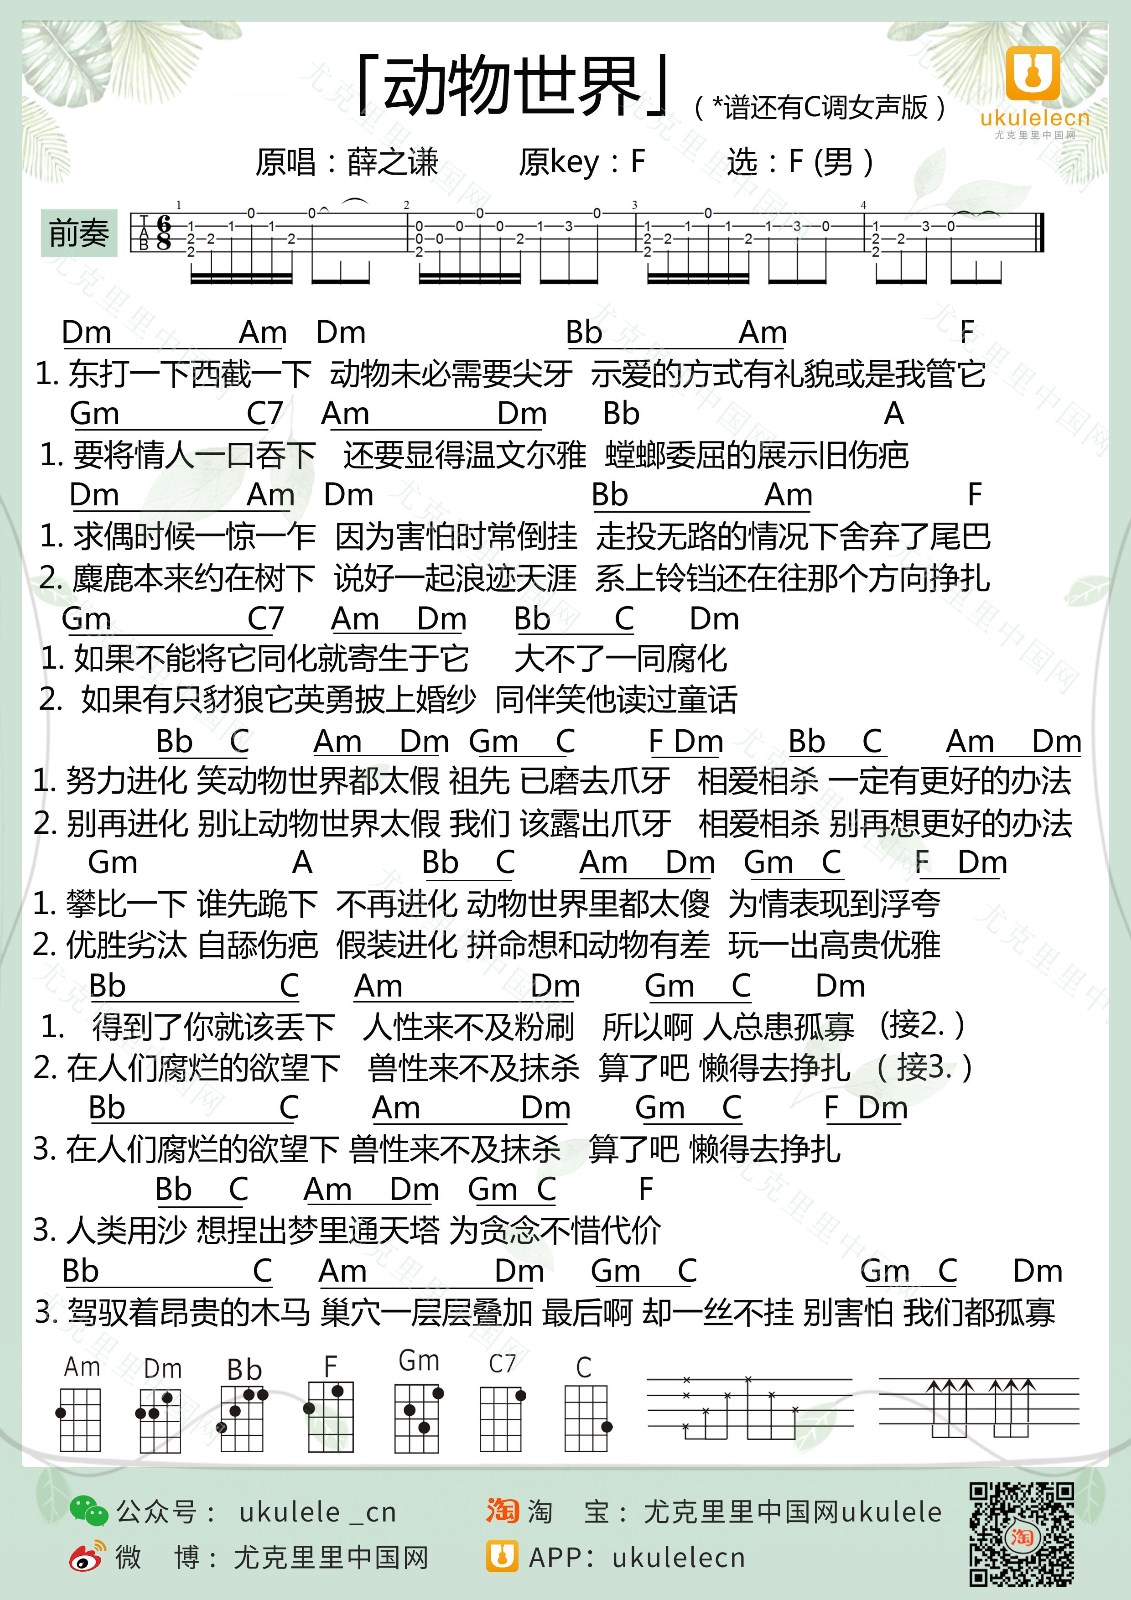 「动物世界」 ( *谱还有C调女声版 )
ukulelecn
尤克里里中国网
原唱：薛之谦 原key：F 选：F (男 )
前奏
Dm Am Dm Bb Am F
1. 东打一下西截一下 动物未必需要尖牙 示爱的方式有礼貌或是我管它
Gm C7 Am Dm Bb A
1. 要将情人一口吞下 还要显得温文尔雅 螳螂委屈的展示旧伤疤
Dm Am Dm Bb Am F
1. 求偶时候一惊一乍 因为害怕时常倒挂 走投无路的情况下舍弃了尾巴
2. 麋鹿本来约在树下 说好一起浪迹天涯 系上铃铛还在往那个方向挣扎
Gm C7 Am Dm Bb C Dm
1. 如果不能将它同化就寄生于它 大不了一同腐化
2. 如果有只豺狼它英勇披上婚纱 同伴笑他读过童话
Bb C Am Dm Gm C F Dm Bb C Am Dm
1. 努力进化 笑动物世界都太假 祖先 已磨去爪牙 相爱相杀 一定有更好的办法
2. 别再进化 别让动物世界太假 我们 该露出爪牙 相爱相杀 别再想更好的办法
Gm A Bb C Am Dm Gm C F Dm
1. 攀比一下 谁先跪下 不再进化 动物世界里都太傻 为情表现到浮夸
2. 优胜劣汰 自舔伤疤 假装进化 拼命想和动物有差 玩一出高贵优雅
Bb C Am Dm Gm C Dm
1. 得到了你就该丢下 人性来不及粉刷 所以啊 人总患孤寡 (接2. )
2. 在人们腐烂的欲望下 兽性来不及抹杀 算了吧 懒得去挣扎 ( 接3. )
Bb C Am Dm Gm C F Dm
3. 在人们腐烂的欲望下 兽性来不及抹杀 算了吧 懒得去挣扎
Bb C Am Dm Gm C F
3. 人类用沙 想捏出梦里通天塔 为贪念不惜代价
Bb C Am Dm Gm C Gm C Dm
3. 驾驭着昂贵的木马 巢穴一层层叠加 最后啊 却一丝不挂 别害怕 我们都孤寡
Am Dm Bb F Gm C7 C
公众号： ukulele _cn
淘 宝：尤克里里中国网ukulele
微 博：尤克里里中国网
APP：ukulelecn